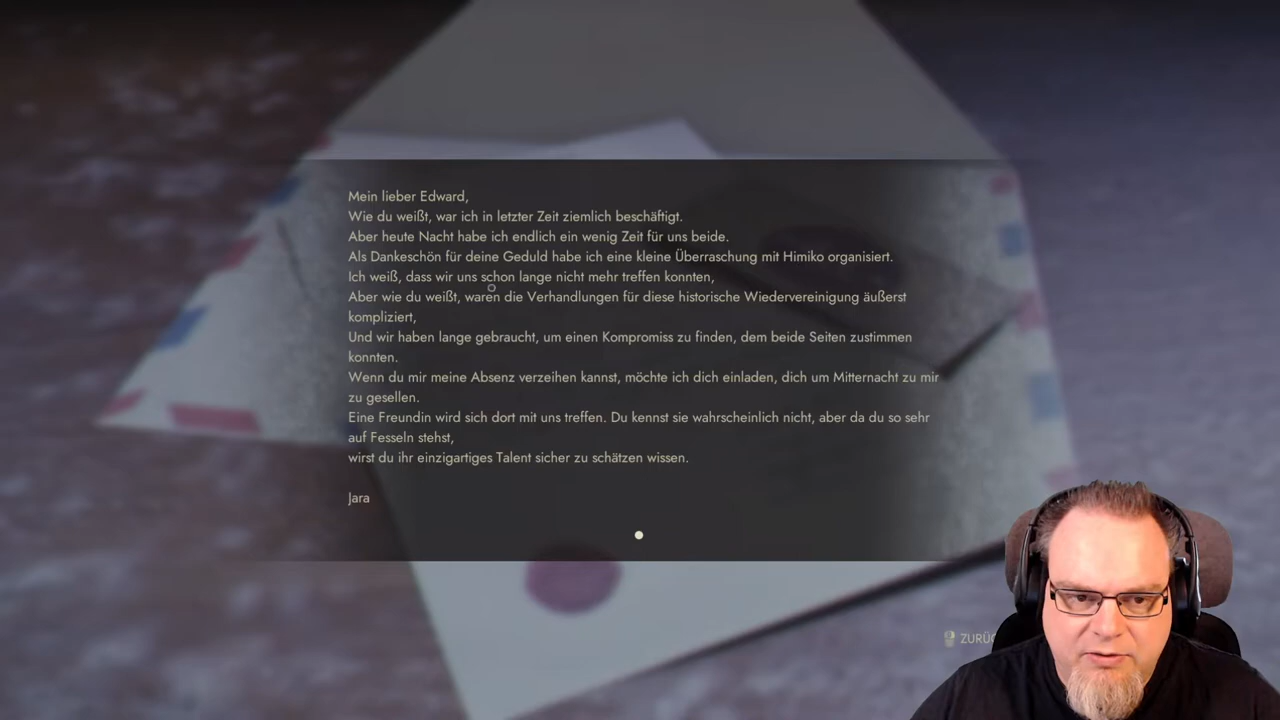 Mein lieber Edward,
Wie du weißt, war ich in letzter Zeit ziemlich beschäftigt.
Aber heute Nacht habe ich endlich ein wenig Zeit für uns beide.
Als Dankeschön für deine Geduld habe ich eine kleine Überraschung mit Himiko organisiert.
Ich weiß, dass wir uns schon lange nicht mehr treffen konnten,
Aber wie du weißt, waren die Verhandlungen für diese historische Wiedervereinigung äußerst
kompliziert,
Und wir haben lange gebraucht, um einen Kompromiss zu finden, dem beide Seiten zustimmen
konnten.
Wenn du mir meine Absenz verzeihen kannst, möchte ich dich einladen, dich um Mitternacht zu mir
zu gesellen.
Eine Freundin wird sich dort mit uns treffen. Du kennst sie wahrscheinlich nicht, aber da du so sehr
auf Fesseln stehst,
wirst du ihr einzigartiges Talent sicher zu schätzen wissen.
Jara